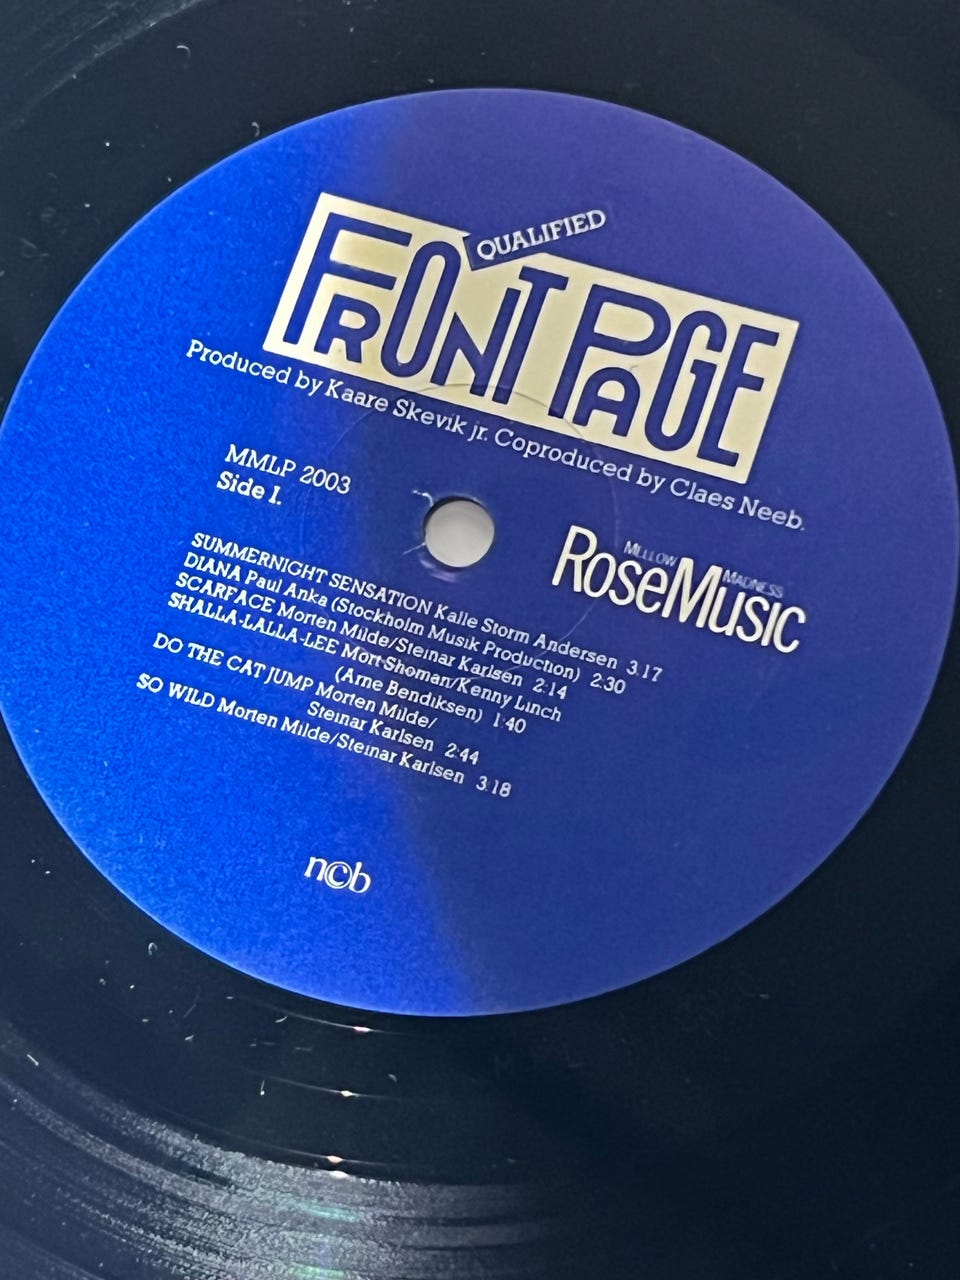 QUALIFIED
FRONT PAGE
Produced by Kaare Skevik jr. Coproduced by Claes Neeb.
MMLP 2003
Side I.
MELLOW MADNESS
RoseMusic
SUMMERNIGHT SENSATION Kalle Storm Andersen 3.17
DIANA Paul Anka (Stockholm Musik Production) 2:30
SCARFACE Morten Milde/Steinar Karlsen 2:14
SHALLA-LALLA-LEE Mort Shoman/Kenny Linch
(Arne Bendiksen) 1:40
DO THE CAT JUMP Morten Milde/
Steinar Karlsen 2:44
SO WILD Morten Milde/Steinar Karlsen 3:18
n©b